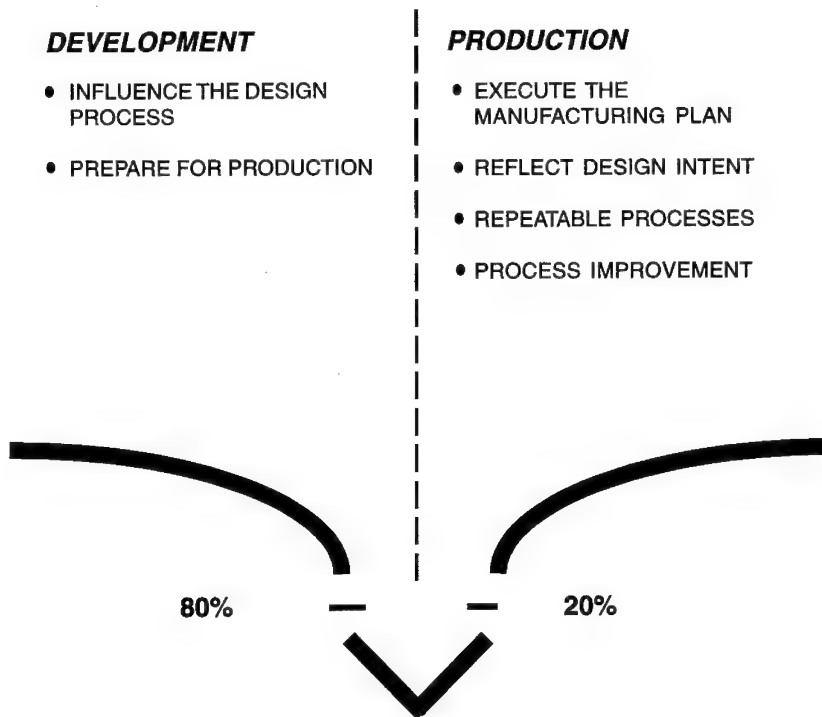 DEVELOPMENT
• INFLUENCE THE DESIGN
PROCESS
• PREPARE FOR PRODUCTION
PRODUCTION
• EXECUTE THE
MANUFACTURING PLAN
• REFLECT DESIGN INTENT
• REPEATABLE PROCESSES
• PROCESS IMPROVEMENT
80%
20%